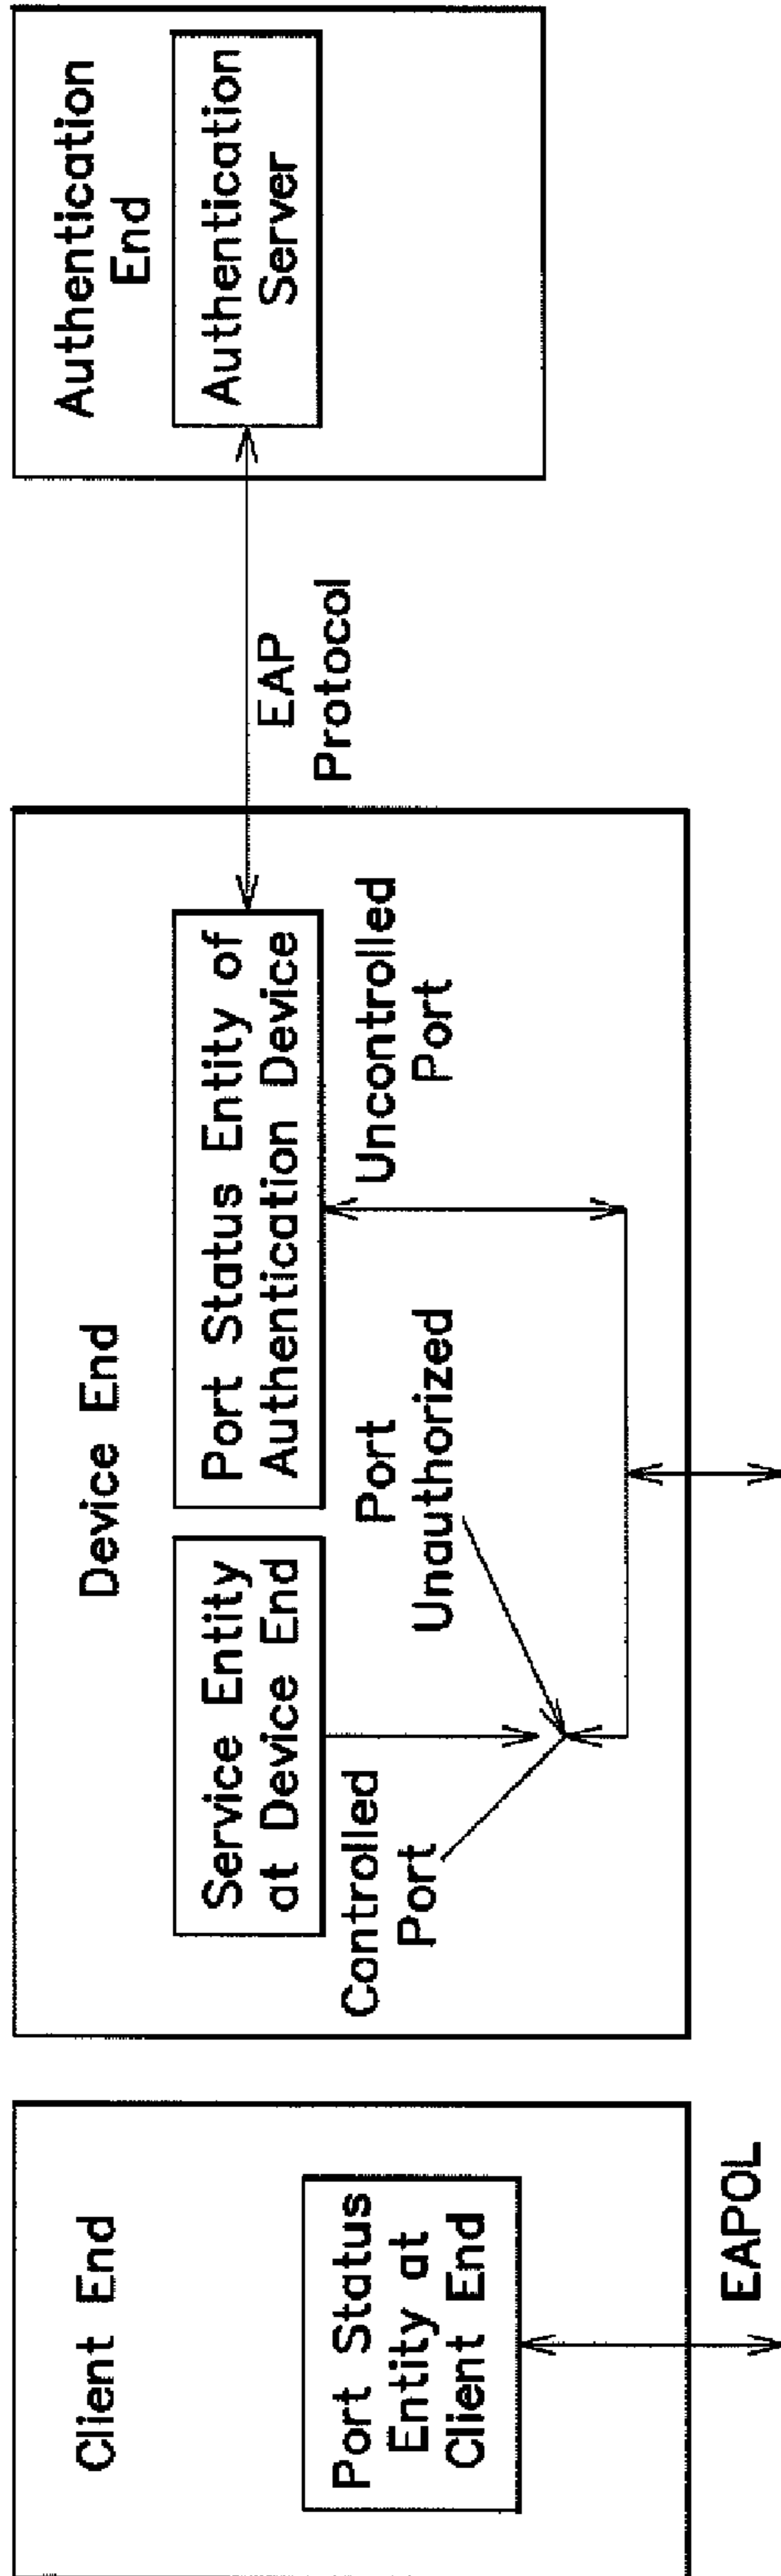 Client End
Port Status
Entity at
Client End
EAPOL
Device End
Service Entity
at Device End
Controlled
Port
Port
Unauthorized
Port Status Entity of
Authentication Device
Uncontrolled
Port
EAP
Protocol
Authentication
End
Authentication
Server